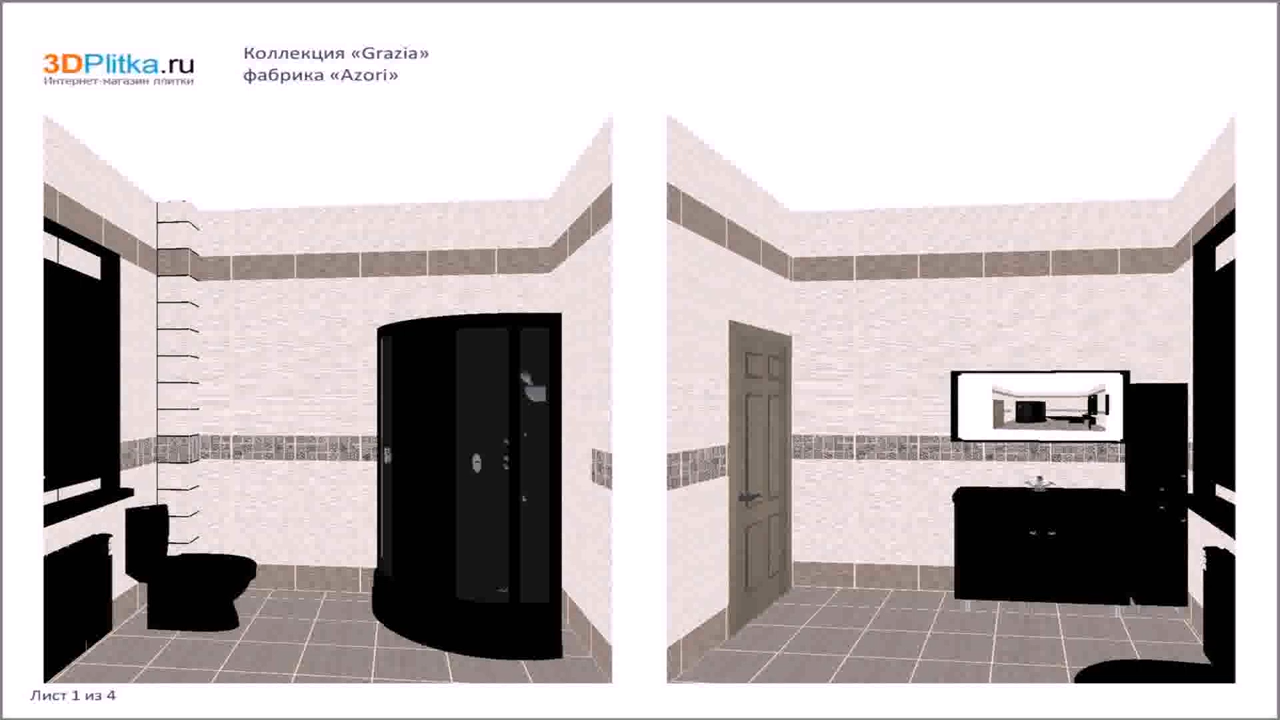 3DPlitka.ru
Интернет-магазин плитки
Коллекция «Grazia»
фабрика «Azori»
Лист 1 из 4